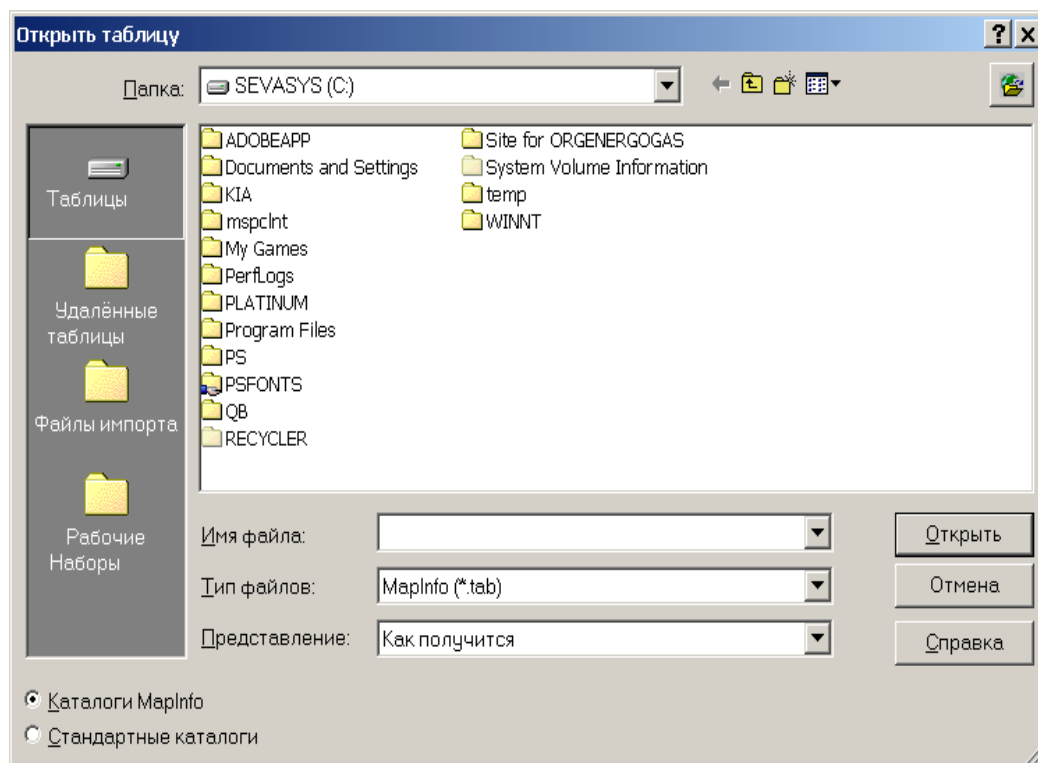 Открыть таблицу
Папка:
SEVASYS (C:)
Таблицы
Удалённые
таблицы
Файлы импорта
Рабочие
Наборы
ADOBEAPP
Documents and Settings
KIA
mspclnt
My Games
PerfLogs
PLATINUM
Program Files
PS
PSFONTS
QB
RECYCLER
Site for ORGENERGOGAS
System Volume Information
temp
WINNT
Имя файла:
Открыть
Тип файлов:
MapInfo (*.tab)
Отмена
Представление:
Как получится
Справка
Каталоги MapInfo
Стандартные каталоги